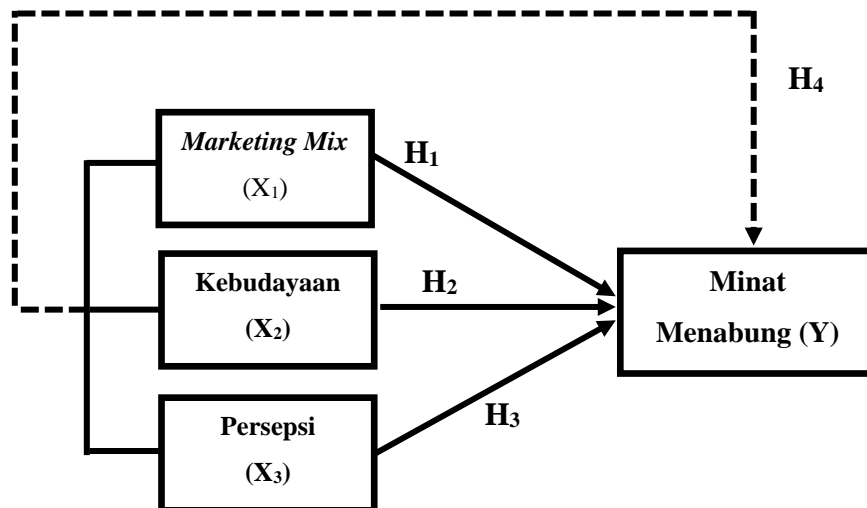 H₄
Marketing Mix
(X₁)
H₁
Kebudayaan
(X₂)
H₂
Minat
Menabung (Y)
Persepsi
(X₃)
H₃